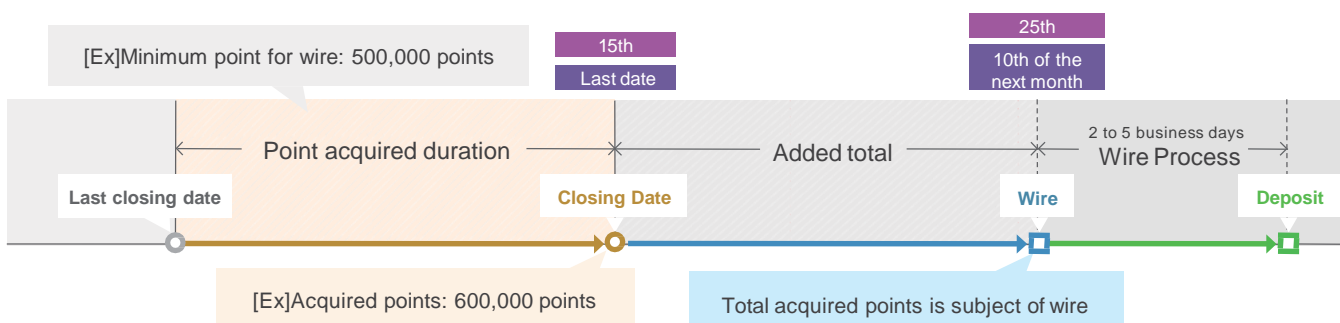 [Ex]Minimum point for wire: 500,000 points
15th
Last date
25th
10th of the
next month
Point acquired duration
Added total
2 to 5 business days
Wire Process
Last closing date
Closing Date
Wire
Deposit
[Ex]Acquired points: 600,000 points
Total acquired points is subject of wire